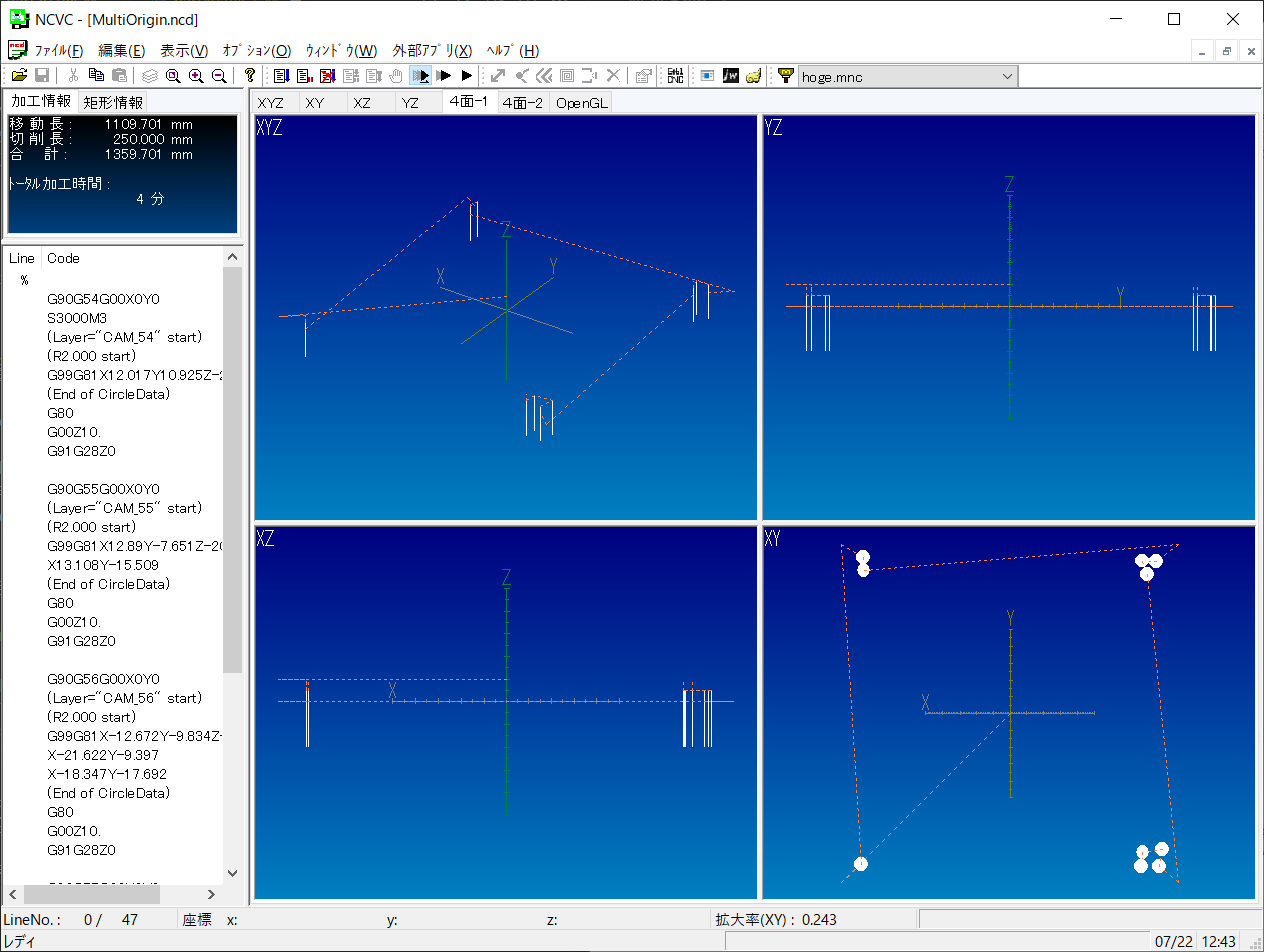 NCVC - [MultiOrigin.ncd]
ﾌｧｲﾙ(F) 編集(E) 表示(V) ｵﾌﾟｼｮﾝ(O) ｳｨﾝﾄﾞｳ(W) 外部ｱﾌﾟﾘ(X) ﾍﾙﾌﾟ(H)
hoge.mnc
加工情報 矩形情報
移 動 長 : 1109.701 mm
切 削 長 : 250.000 mm
合 計 : 1359.701 mm
ﾄｰﾀﾙ加工時間 :
4 分
XYZ XY XZ YZ 4面-1 4面-2 OpenGL
Line Code
%
G90G54G00X0Y0
S3000M3
(Layer="CAM_54" start)
(R2.000 start)
G99G81X12.017Y10.925Z-2
(End of CircleData)
G80
G00Z10.
G91G28Z0
G90G55G00X0Y0
(Layer="CAM_55" start)
(R2.000 start)
G99G81X12.89Y-7.651Z-20
X13.108Y-15.509
(End of CircleData)
G80
G00Z10.
G91G28Z0
G90G56G00X0Y0
(Layer="CAM_56" start)
(R2.000 start)
G99G81X-12.672Y-9.834Z-
X-21.622Y-9.397
X-18.347Y-17.692
(End of CircleData)
G80
G00Z10.
G91G28Z0
XYZ
Z
X
Y
YZ
Z
Y
XZ
Z
X
XY
Y
X
LineNo. : 0 / 47 座標 x: y: z: 拡大率(XY) : 0.243
ﾚﾃﾞｨ 07/22 12:43